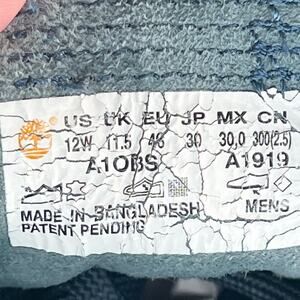 US UK EU JP MX CN
12W 11.5 46 30 30,0 300(2.5)
A1OBS A1919
MADE IN BANGLADESH MENS
PATENT PENDING